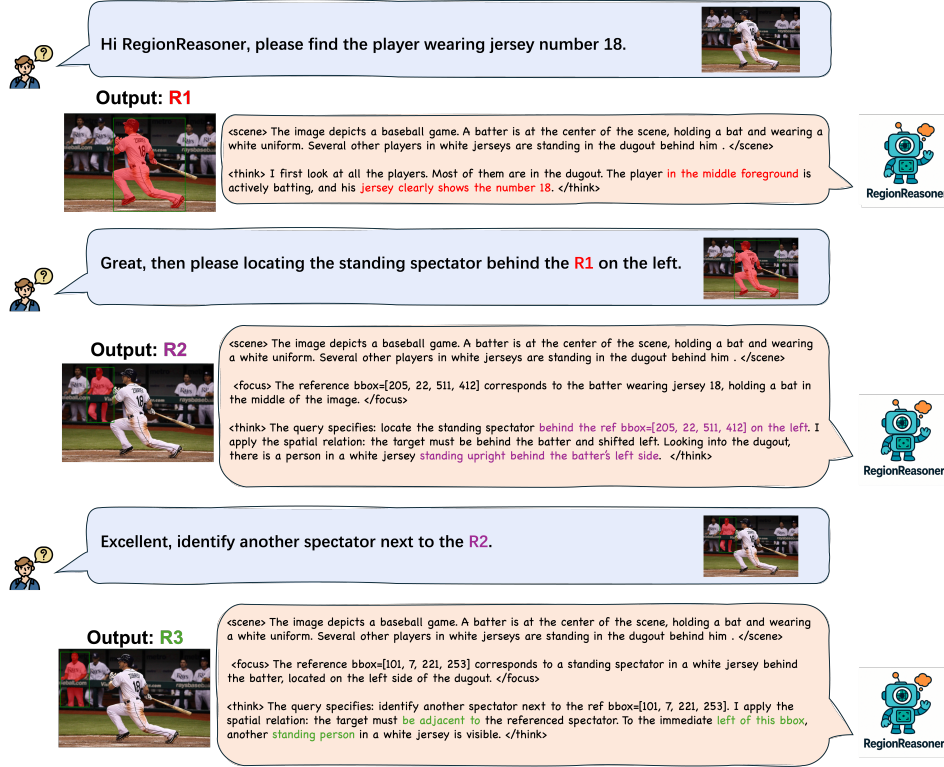 Hi RegionReasoner, please find the player wearing jersey number 18.
Output: R1
18
<scene> The image depicts a baseball game. A batter is at the center of the scene, holding a bat and wearing a
white uniform. Several other players in white jerseys are standing in the dugout behind him . </scene>
<think> I first look at all the players. Most of them are in the dugout. The player in the middle foreground is
actively batting, and his jersey clearly shows the number 18. </think>
RegionReasoner
Great, then please locating the standing spectator behind the R1 on the left.
Output: R2
18
<scene> The image depicts a baseball game. A batter is at the center of the scene, holding a bat and wearing
a white uniform. Several other players in white jerseys are standing in the dugout behind him . </scene>
<focus> The reference bbox=[205, 22, 511, 412] corresponds to the batter wearing jersey 18, holding a bat in
the middle of the image. </focus>
<think> The query specifies: locate the standing spectator behind the ref bbox=[205, 22, 511, 412] on the left. I
apply the spatial relation: the target must be behind the batter and shifted left. Looking into the dugout,
there is a person in a white jersey standing upright behind the batter's left side. </think>
RegionReasoner
Excellent, identify another spectator next to the R2.
Output: R3
18
<scene> The image depicts a baseball game. A batter is at the center of the scene, holding a bat and wearing
a white uniform. Several other players in white jerseys are standing in the dugout behind him . </scene>
<focus> The reference bbox=[101, 7, 221, 253] corresponds to a standing spectator in a white jersey behind
the batter, located on the left side of the dugout. </focus>
<think> The query specifies: identify another spectator next to the ref bbox=[101, 7, 221, 253]. I apply the
spatial relation: the target must be adjacent to the referenced spectator. To the immediate left of this bbox,
another standing person in a white jersey is visible. </think>
RegionReasoner